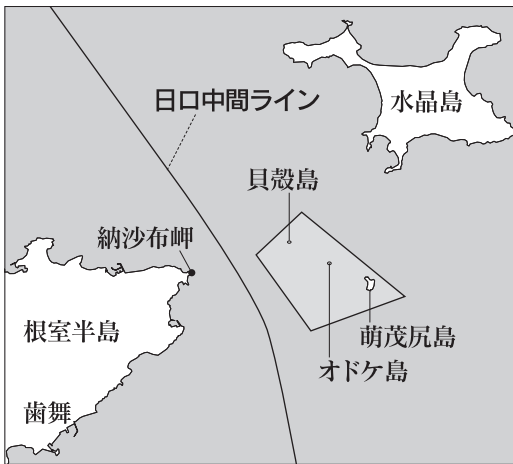 日ロ中間ライン
水晶島
貝殻島
納沙布岬
根室半島
萌茂尻島
オドケ島
歯舞